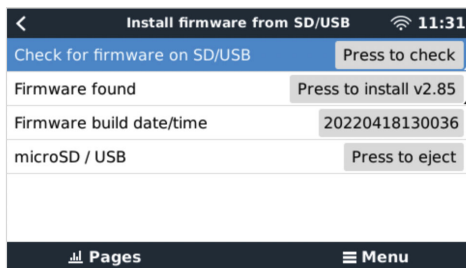 Install firmware from SD/USB 11:31
Check for firmware on SD/USB Press to check
Firmware found Press to install v2.85
Firmware build date/time 20220418130036
microSD / USB Press to eject
Pages Menu